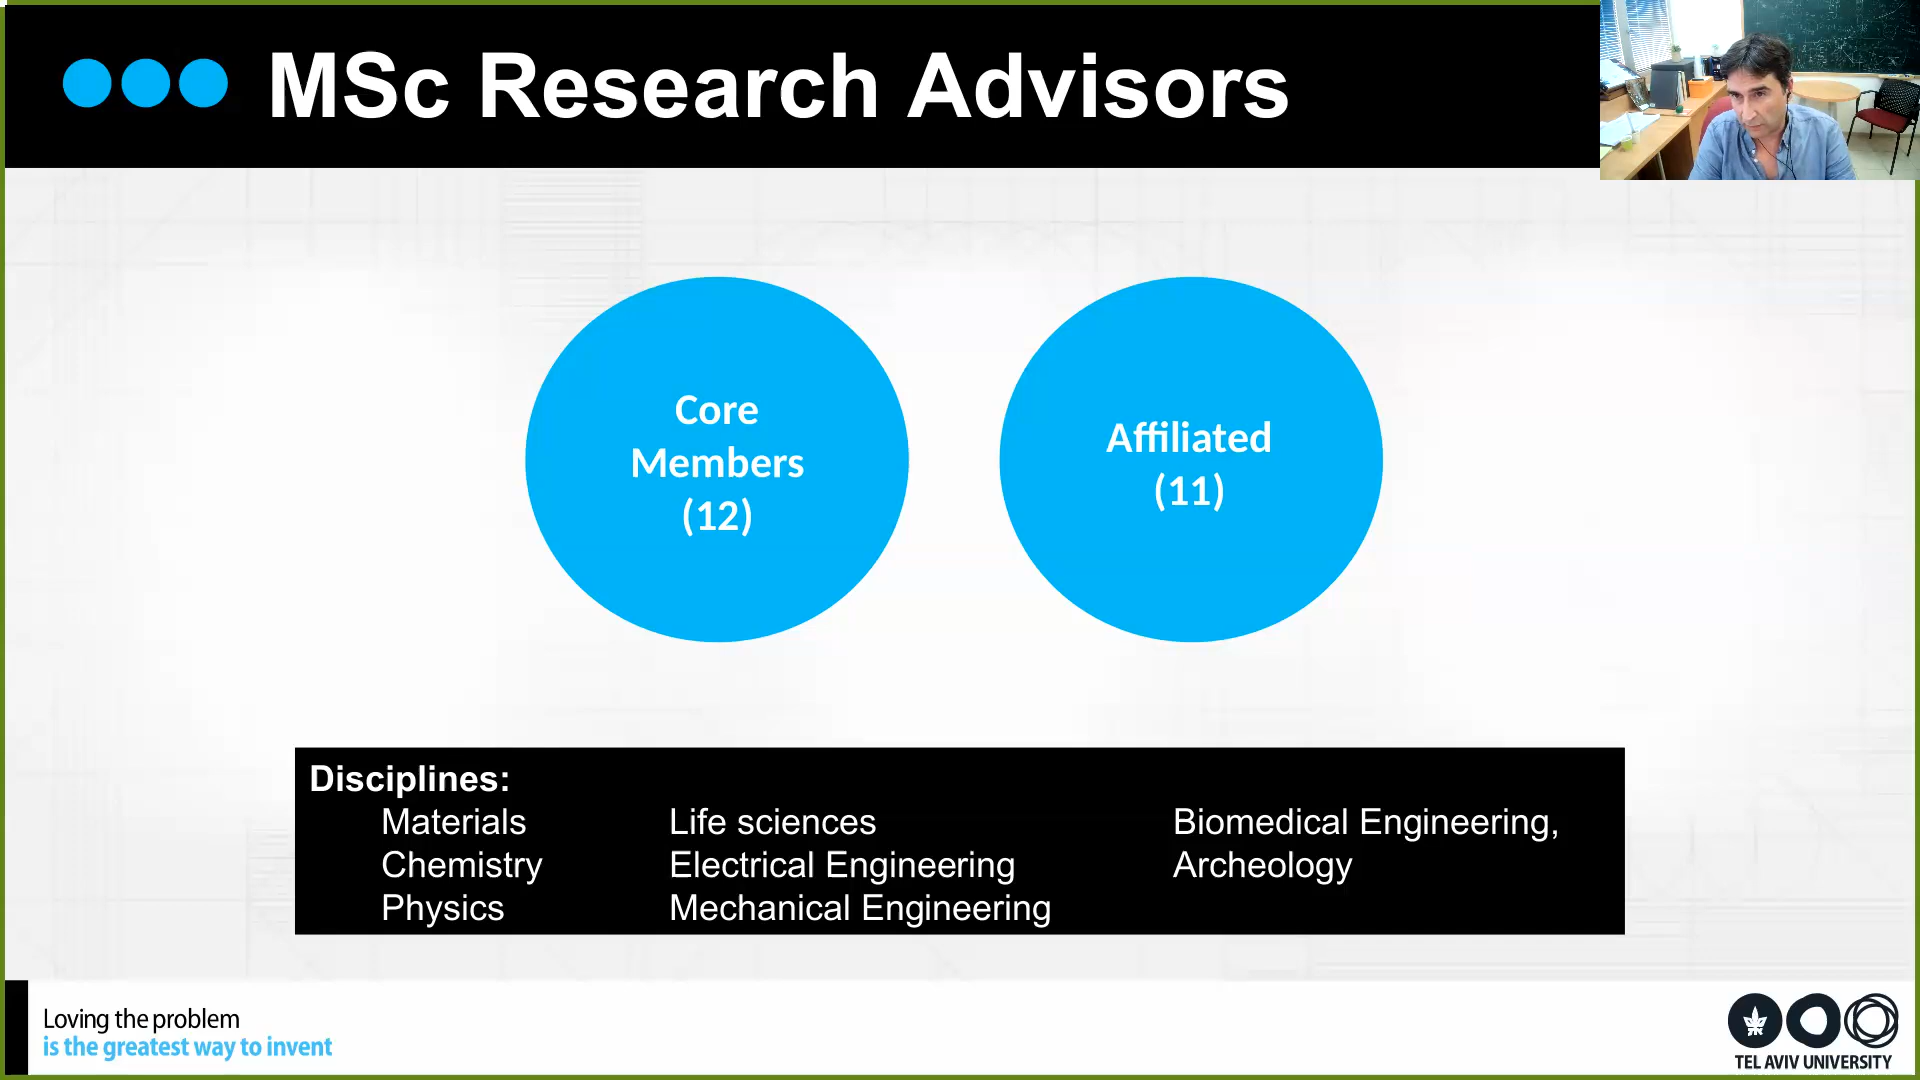 MSc Research Advisors
Core
Members
(12)
Affiliated
(11)
Disciplines:
Materials Life sciences Biomedical Engineering,
Chemistry Electrical Engineering Archeology
Physics Mechanical Engineering
Loving the problem
is the greatest way to invent
TEL AVIV UNIVERSITY